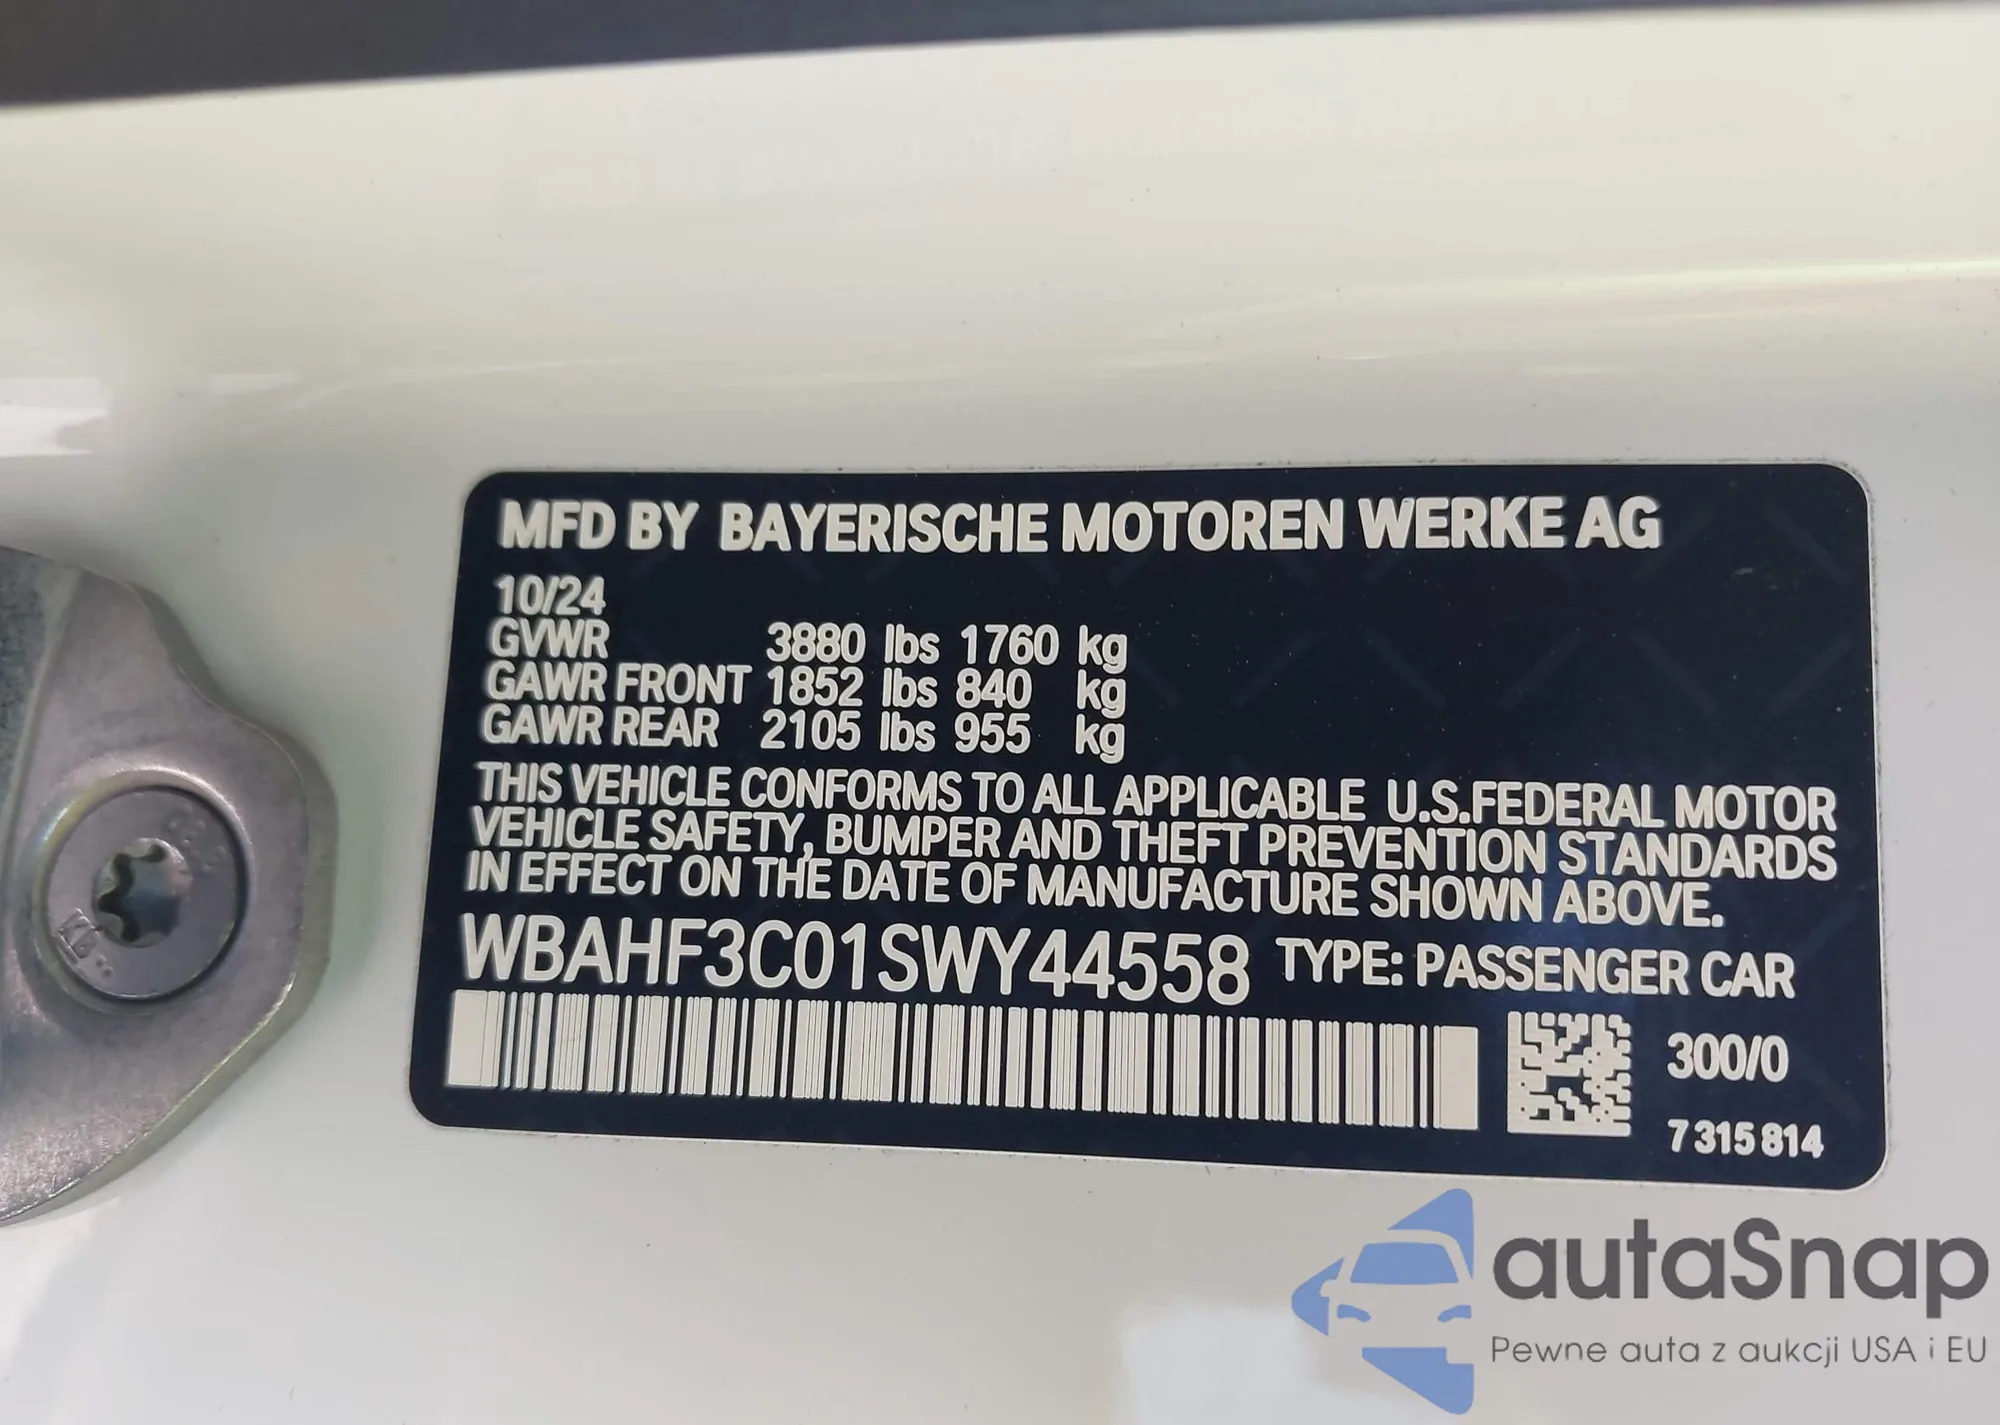 MFD BY BAYERISCHE MOTOREN WERKE AG
10/24
GVWR 3880 lbs 1760 kg
GAWR FRONT 1852 lbs 840 kg
GAWR REAR 2105 lbs 955 kg
THIS VEHICLE CONFORMS TO ALL APPLICABLE U.S.FEDERAL MOTOR
VEHICLE SAFETY, BUMPER AND THEFT PREVENTION STANDARDS
IN EFFECT ON THE DATE OF MANUFACTURE SHOWN ABOVE.
WBAHF3C01SWY44558 TYPE: PASSENGER CAR
300/0
7 315 814
autaSnap
Pewne auta z aukcji USA i EU